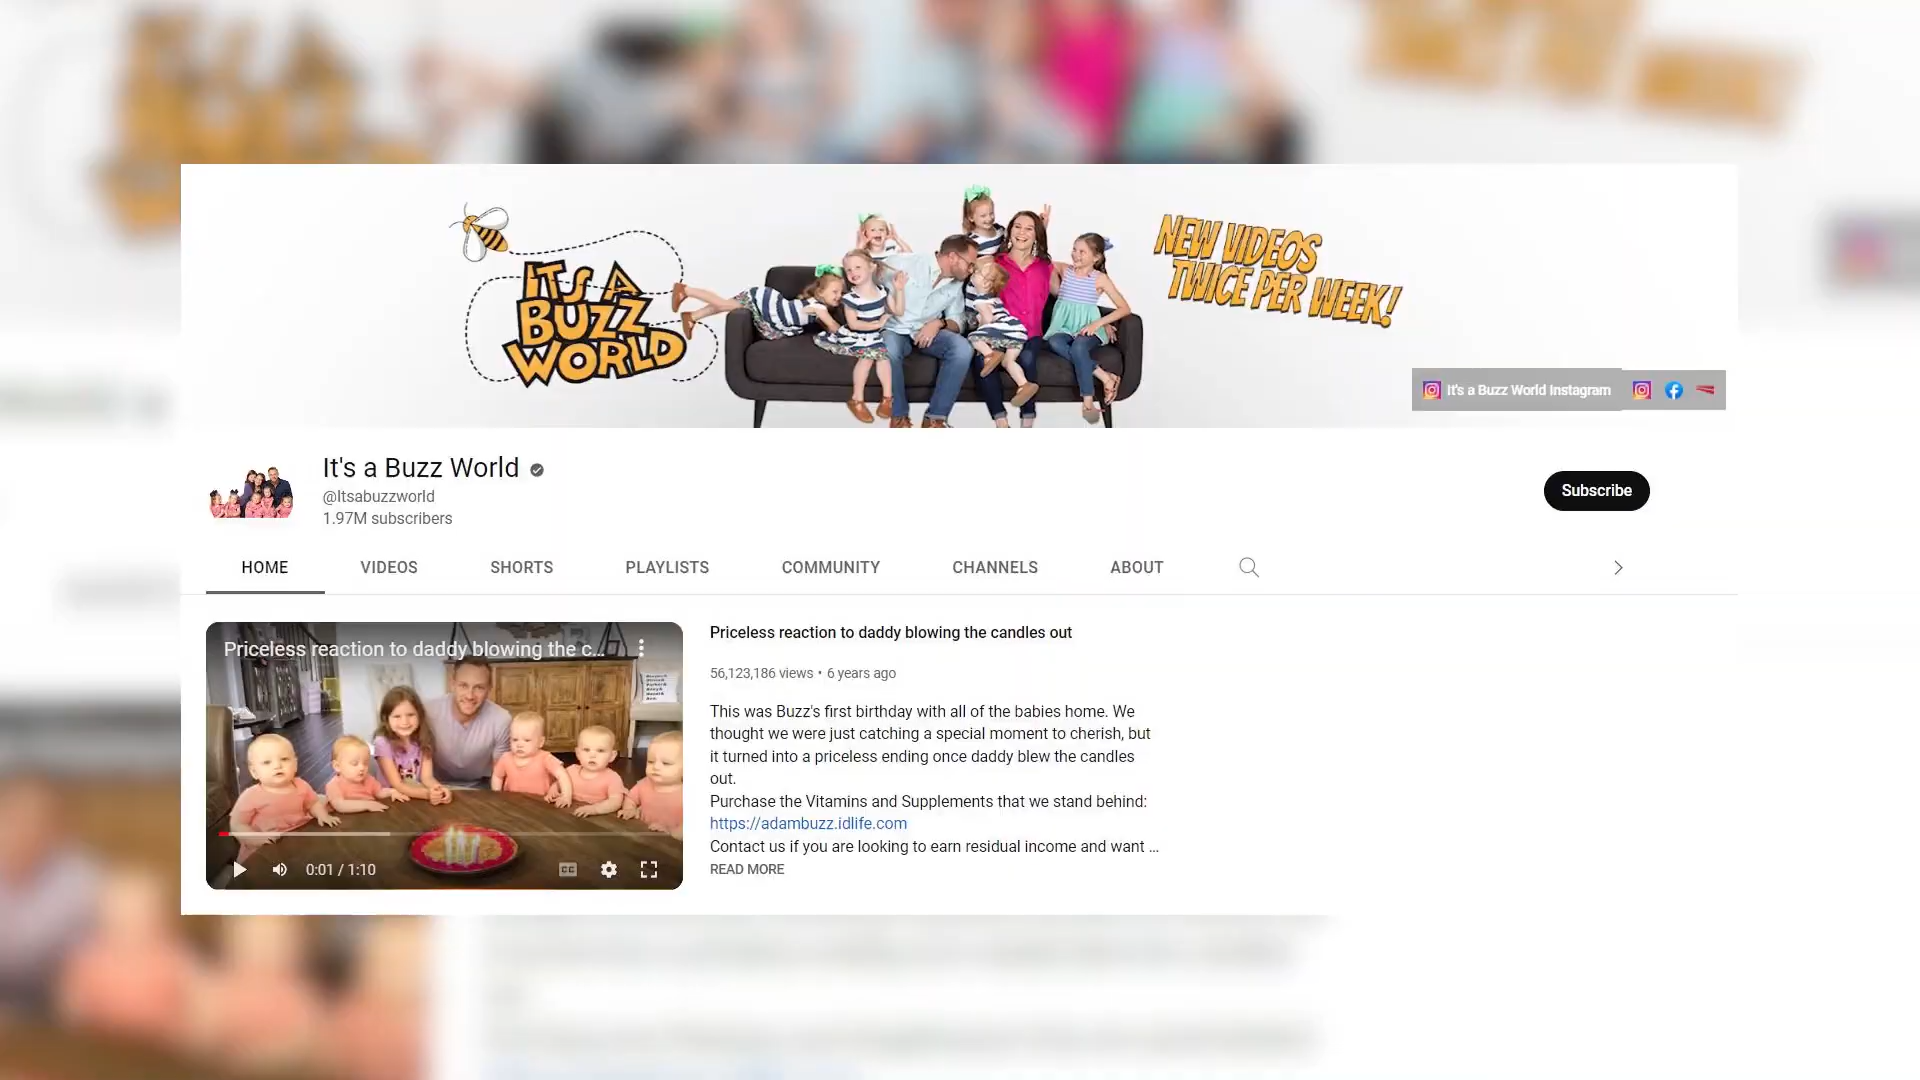 IT'S A
BUZZ
WORLD
NEW VIDEOS
TWICE PER WEEK!
It's a Buzz World Instagram
It's a Buzz World
@Itsabuzzworld
1.97M subscribers
Subscribe
HOME VIDEOS SHORTS PLAYLISTS COMMUNITY CHANNELS ABOUT
Priceless reaction to daddy blowing the c...
0:01 / 1:10
CC
Priceless reaction to daddy blowing the candles out
56,123,186 views • 6 years ago
This was Buzz's first birthday with all of the babies home. We
thought we were just catching a special moment to cherish, but
it turned into a priceless ending once daddy blew the candles
out.
Purchase the Vitamins and Supplements that we stand behind:
https://adambuzz.idlife.com
Contact us if you are looking to earn residual income and want ...
READ MORE